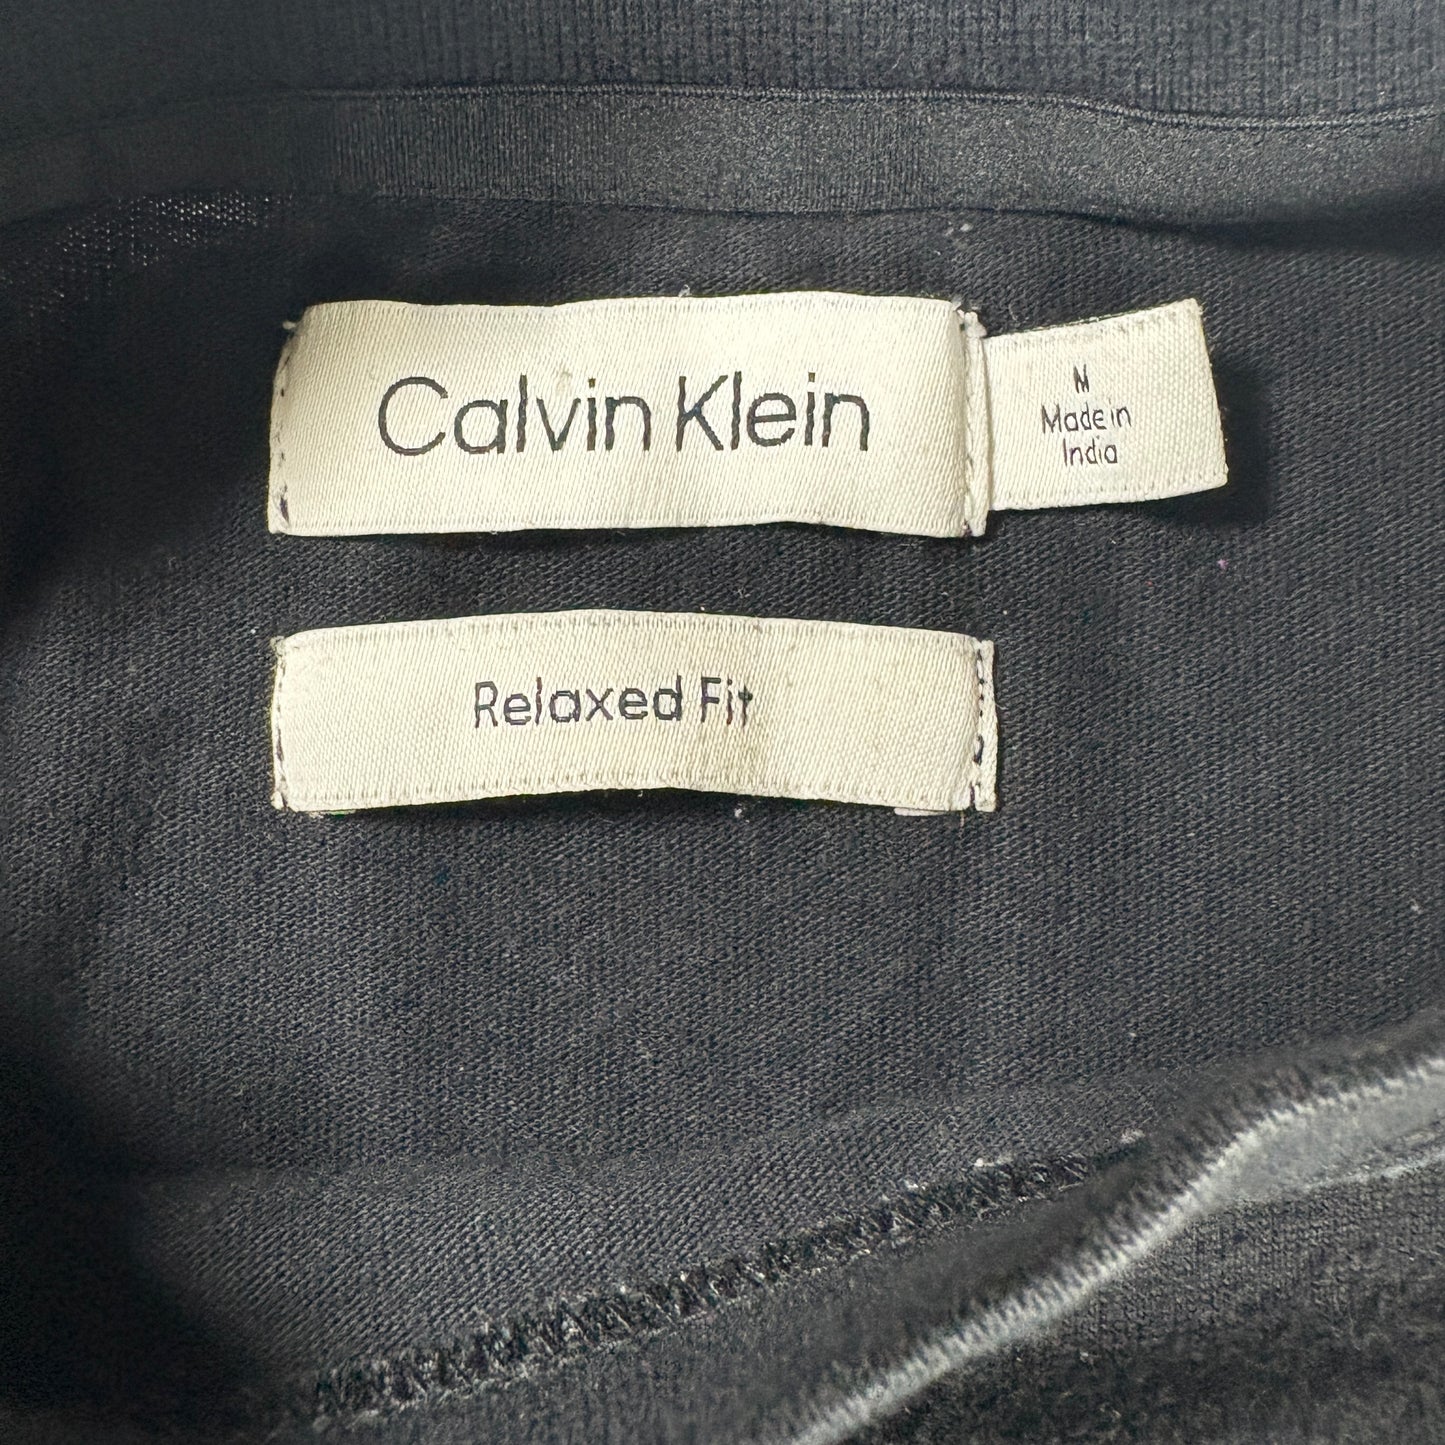 Calvin Klein
M
Made in
India
Relaxed Fit